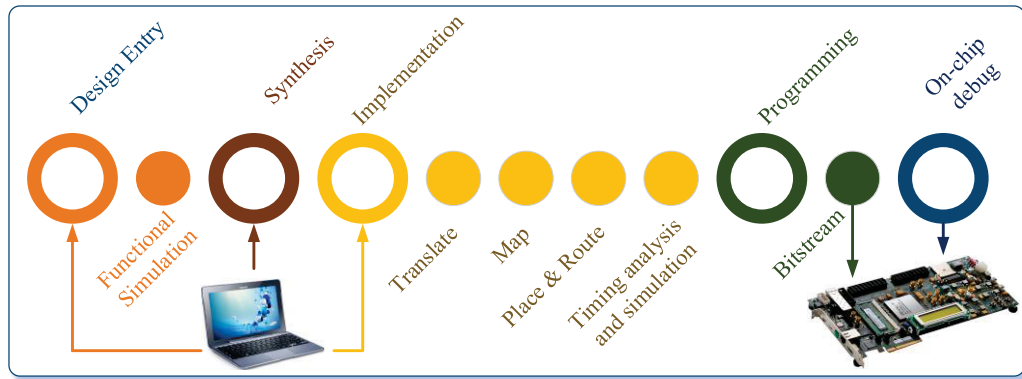 Design Entry
Functional
Simulation
Synthesis
Implementation
Translate
Map
Place & Route
Timing analysis
and simulation
Programming
Bitstream
On-chip
debug